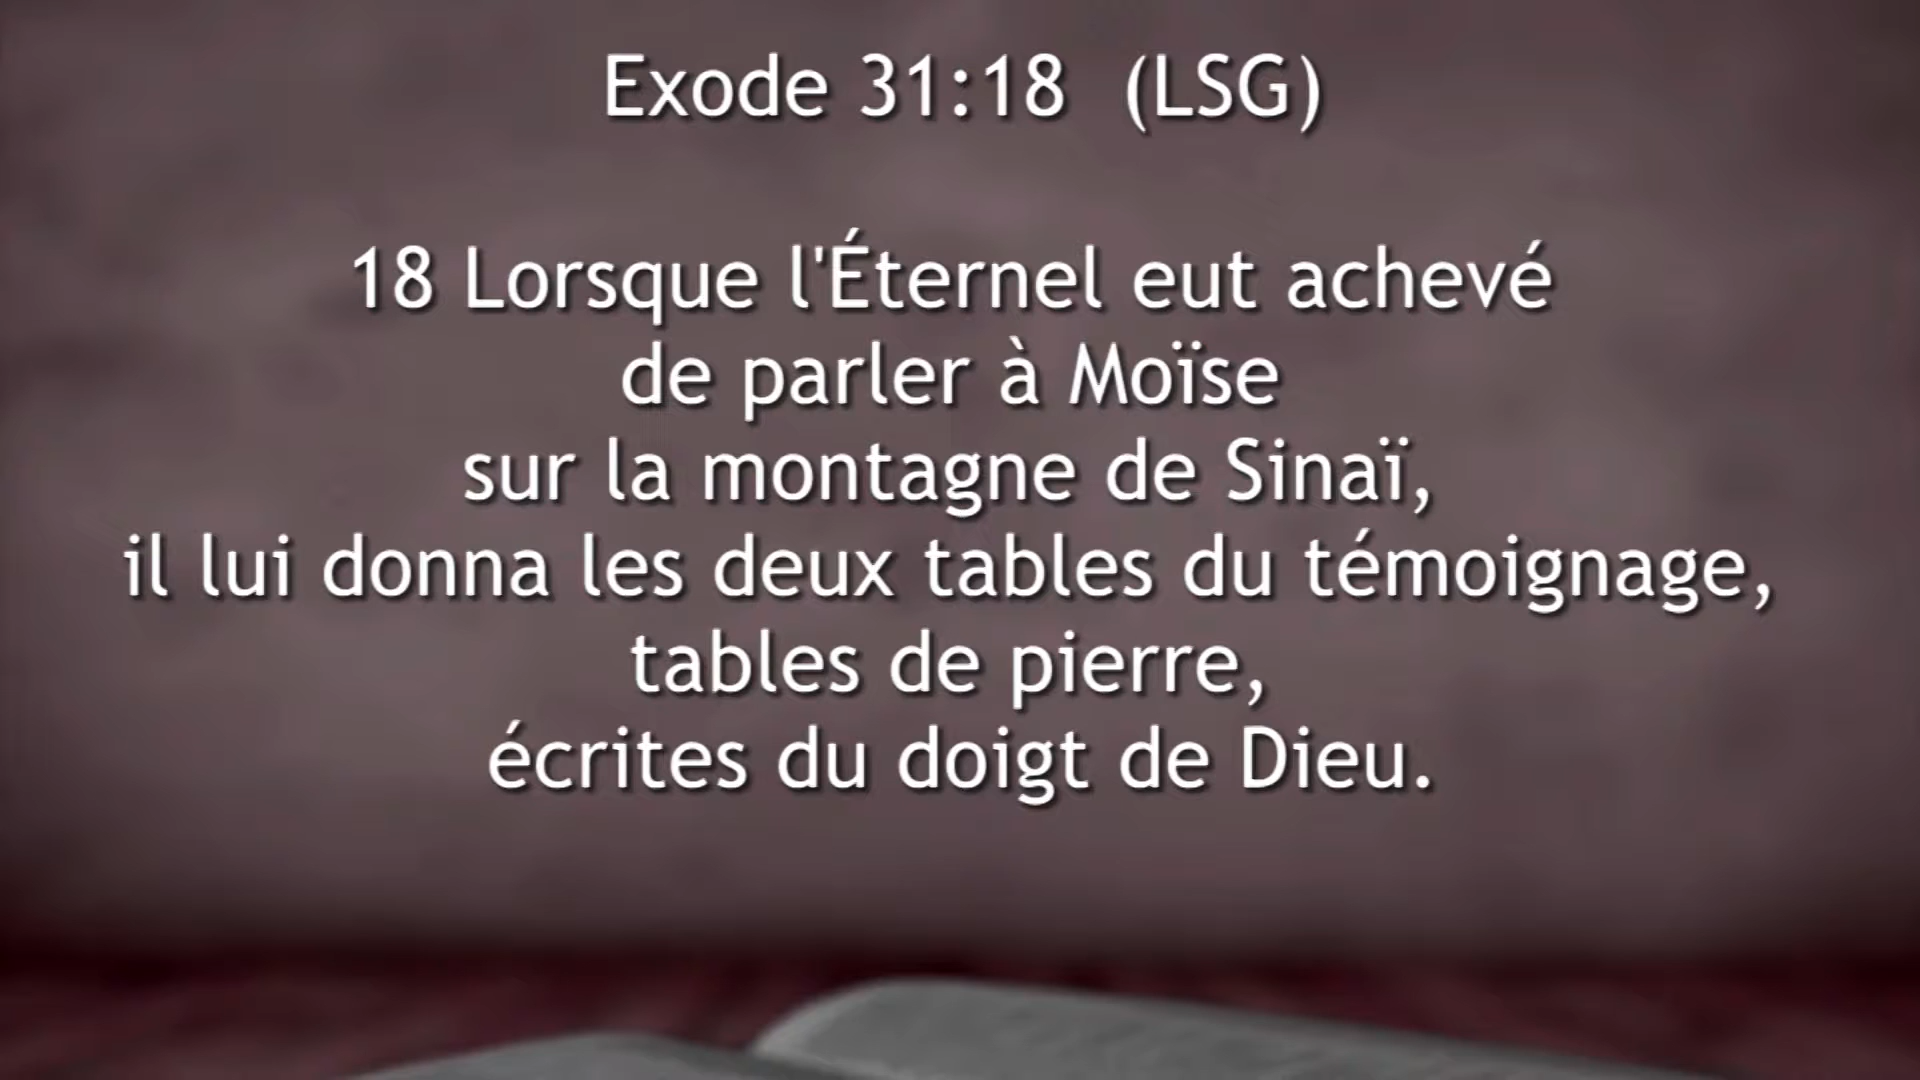 Exode 31:18 (LSG)
18 Lorsque l'Éternel eut achevé
de parler à Moïse
sur la montagne de Sinaï,
il lui donna les deux tables du témoignage,
tables de pierre,
écrites du doigt de Dieu.